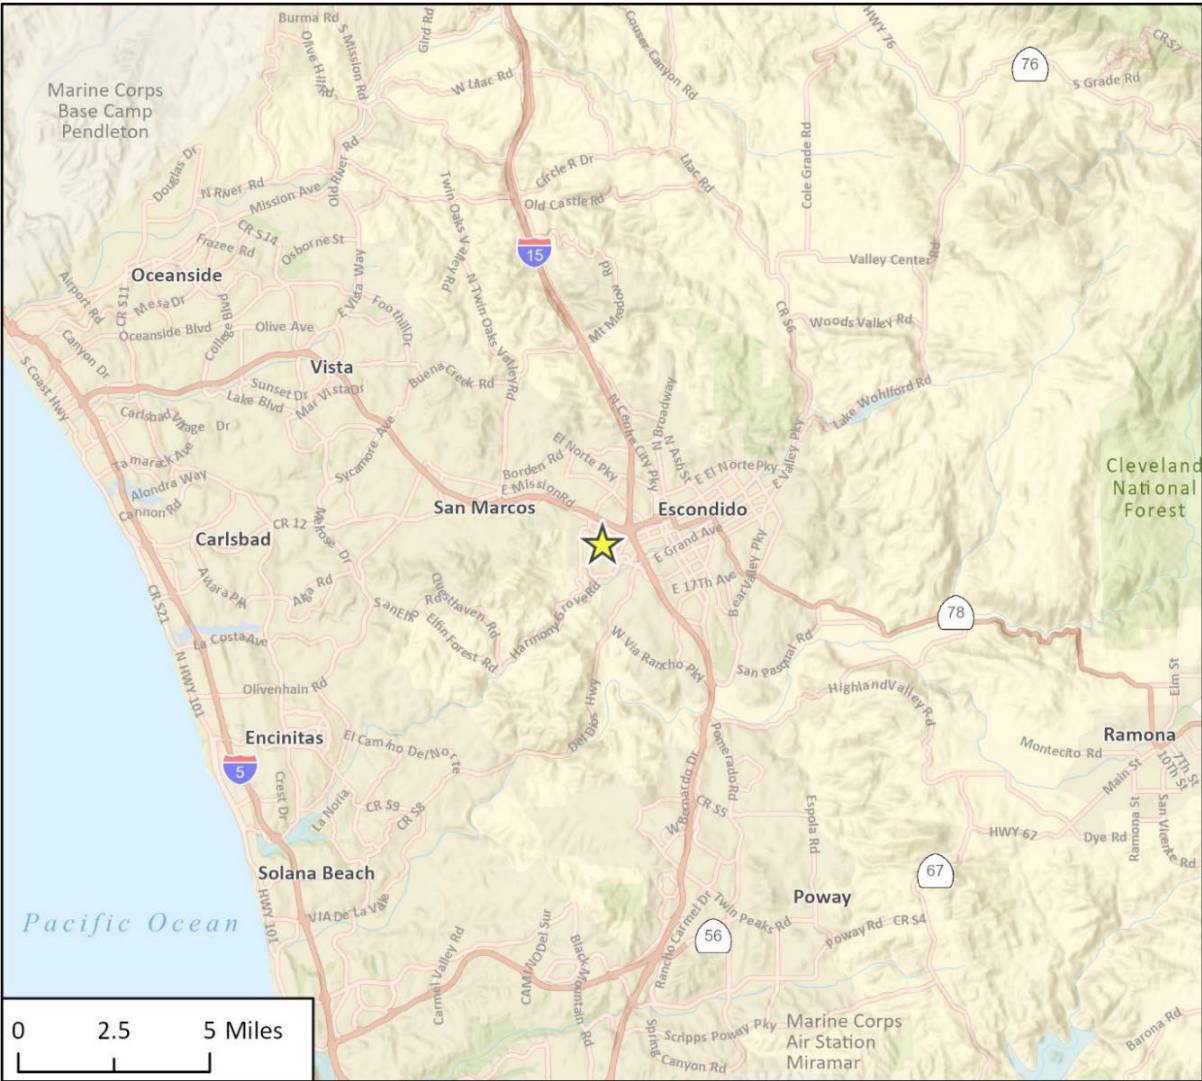 Burma Rd
Olive Hill Rd
S Mission Rd
Gird Rd
Couser Canyon Rd
HWY 76
CR S7
76
S Grade Rd
Marine Corps
Base Camp
Pendleton
W Lilac Rd
Circle R Dr
Lilac Rd
Cole Grade Rd
Douglas Dr
N River Rd
Mission Ave
Old River Rd
Old Castle Rd
Twin Oaks Valley Rd
CR S14
Frazee Rd
Osborne St
15
Valley Center Rd
Oceanside
Airport Rd
CR S11
Mesa Dr
College Blvd
E Vista Way
Foothill Dr
N Twin Oaks Valley Rd
Mt Meadow Rd
CR S6
Woods Valley Rd
Oceanside Blvd
Olive Ave
Canyon Dr
S Coast Hwy
Vista
Buena Creek Rd
Sunset Dr
Lake Blvd
Mar Vista Dr
Lake Wohlford Rd
N Centre City Pky
N Broadway
N Ash St
Carlsbad Village Dr
Sycamore Ave
Tamarack Ave
El Norte Pky
Borden Rd
E El Norte Pky
E Valley Pky
Cleveland
National
Forest
Alondra Way
E Mission Rd
Cannon Rd
San Marcos
Escondido
CR 12
Melrose Dr
Carlsbad
E Grand Ave
Bear Valley Pky
E 17Th Ave
Alga Rd
CR S21
Questhaven Rd
San Elijo Rd
Elfin Forest Rd
Harmony Grove Rd
78
La Costa Ave
W Via Rancho Pky
San Pasqual Rd
N HWY 101
Olivenhain Rd
Highland Valley Rd
Elm St
Del Dios Hwy
Encinitas
El Camino Del Norte
Pomerado Rd
Ramona
Montecito Rd
7Th St
10Th St
Main St
5
Crest Dr
La Noria
CR S9
CR S8
W Bernardo Dr
CR S5
Espola Rd
HWY 67
Dye Rd
Ramona St
San Vicente Rd
Solana Beach
67
HWY 101
VIA De La Valle
Poway
Pacific Ocean
Carmel Valley Rd
CAMINO Del Sur
Black Mountain Rd
Rancho Carmel Dr
Twin Peaks Rd
56
Poway Rd
CR S4
0 2.5 5 Miles
Spring Canyon Rd
Scripps Poway Pky
Marine Corps
Air Station
Miramar
Barona Rd